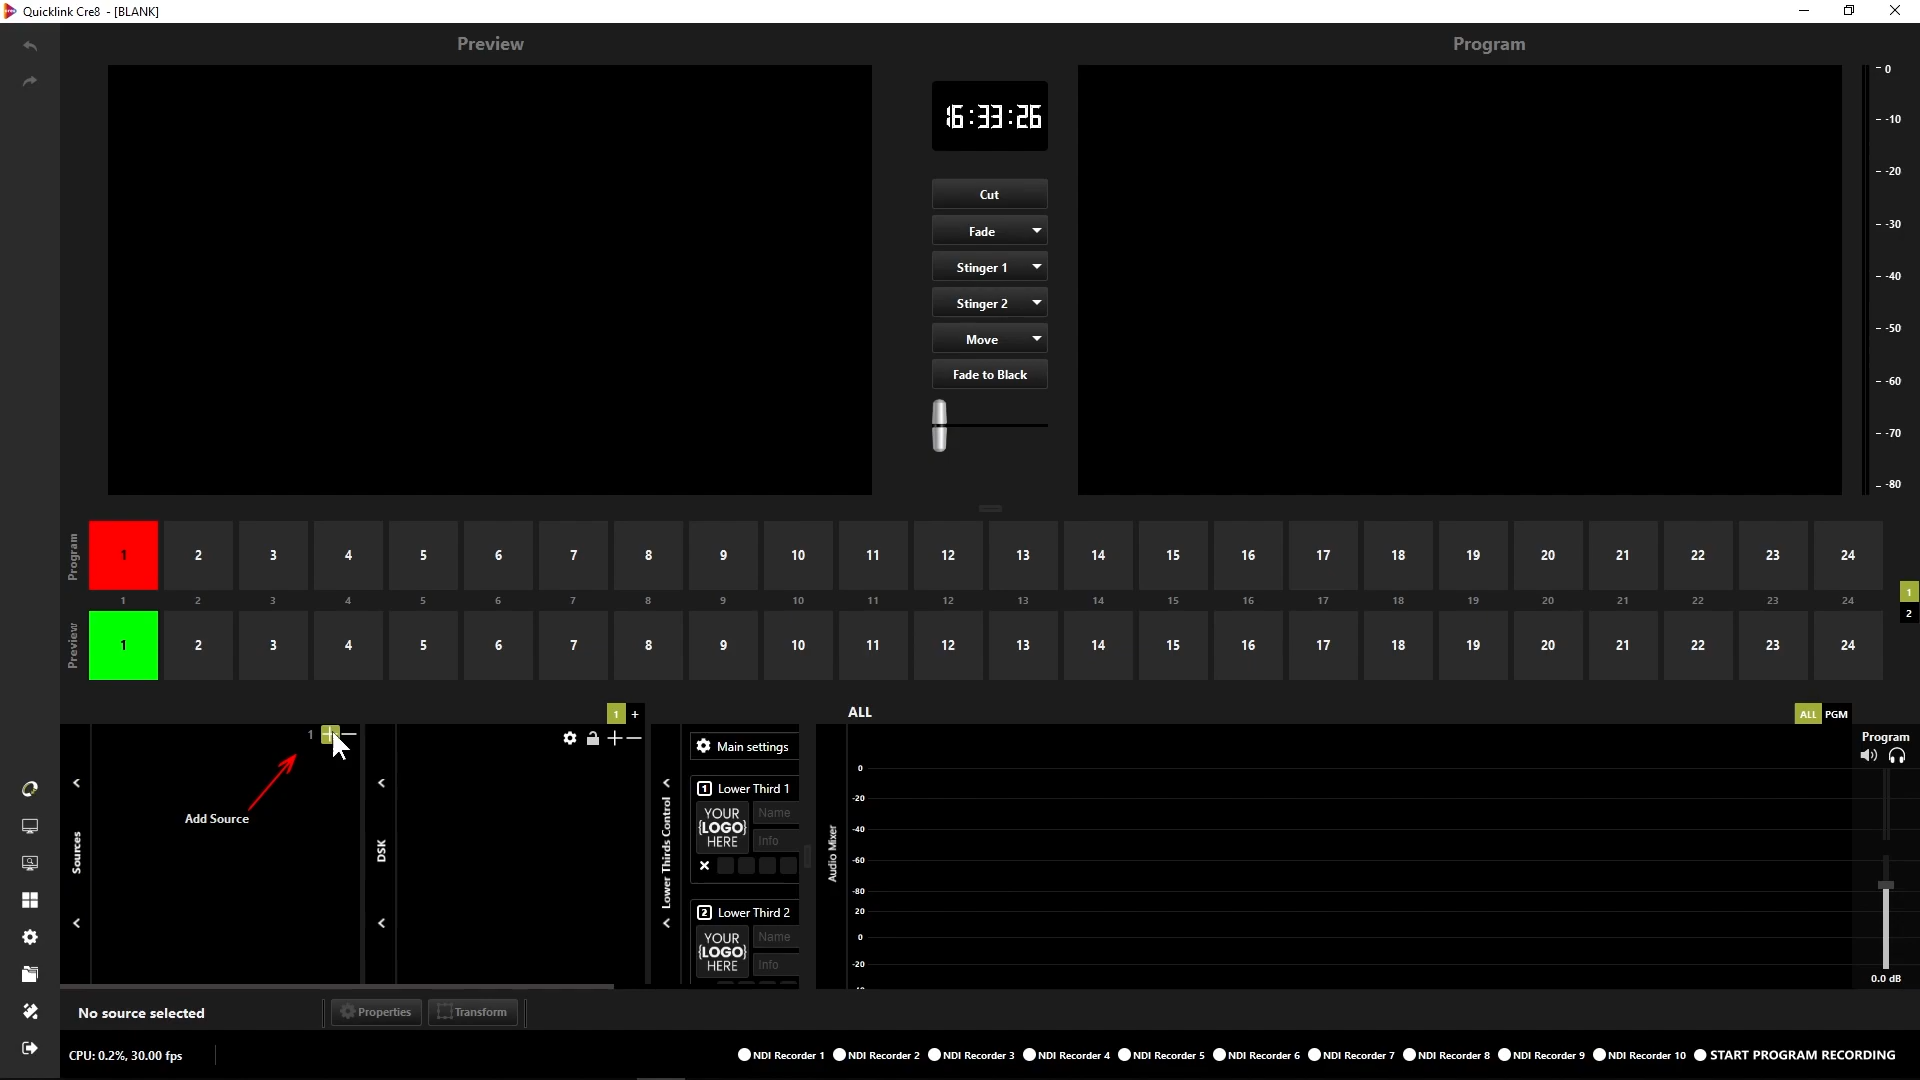 Quicklink Cre8 - [BLANK]
Preview
Program
16:33:26
Cut
Fade
Stinger 1
Stinger 2
Move
Fade to Black
- 0
- -10
- -20
- -30
- -40
- -50
- -60
- -70
- -80
Program
1 2 3 4 5 6 7 8 9 10 11 12 13 14 15 16 17 18 19 20 21 22 23 24
1 2 3 4 5 6 7 8 9 10 11 12 13 14 15 16 17 18 19 20 21 22 23 24
Preview
1 2 3 4 5 6 7 8 9 10 11 12 13 14 15 16 17 18 19 20 21 22 23 24
1
2
1 +
ALL
ALL PGM
Sources
1
Add Source
DSK
Lower Thirds Control
Main settings
1 Lower Third 1
YOUR {LOGO} HERE
Name
Info
2 Lower Third 2
YOUR {LOGO} HERE
Name
Info
Audio Mixer
0
-20
-40
-60
-80
20
0
-20
Program
0.0 dB
No source selected
Properties
Transform
CPU: 0.2%, 30.00 fps
NDI Recorder 1 NDI Recorder 2 NDI Recorder 3 NDI Recorder 4 NDI Recorder 5 NDI Recorder 6 NDI Recorder 7 NDI Recorder 8 NDI Recorder 9 NDI Recorder 10 START PROGRAM RECORDING